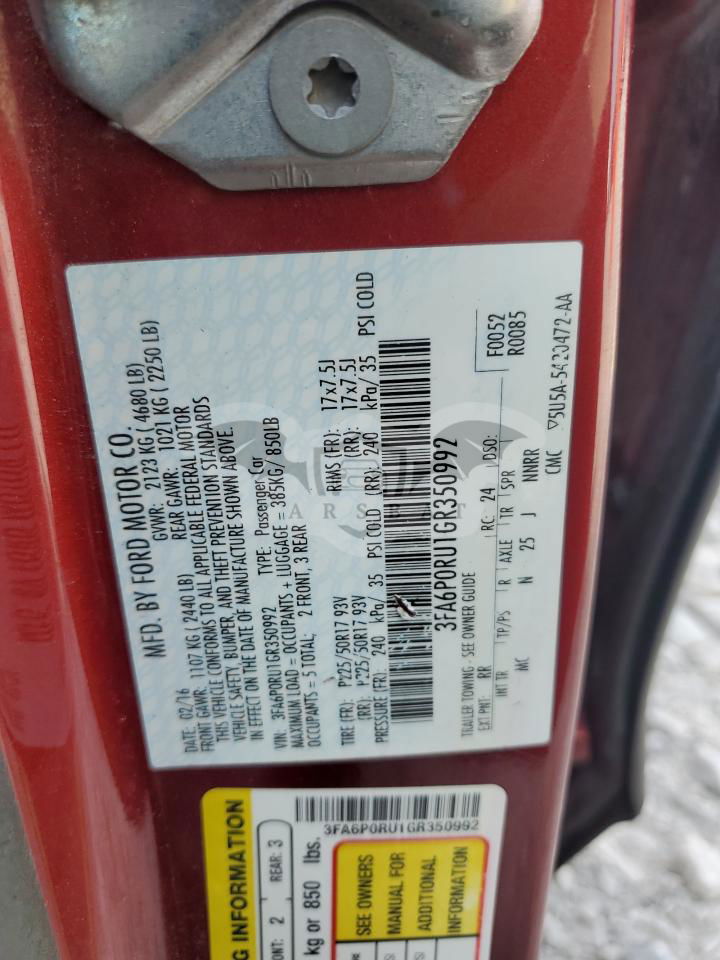 MFD. BY FORD MOTOR CO.
DATE: 02/16 GVWR: 2123 KG ( 4680 LB)
FRONT GAWR: 1107 KG ( 2440 LB) REAR GAWR: 1021 KG ( 2250 LB)
THIS VEHICLE CONFORMS TO ALL APPLICABLE FEDERAL MOTOR
VEHICLE SAFETY, BUMPER, AND THEFT PREVENTION STANDARDS
IN EFFECT ON THE DATE OF MANUFACTURE SHOWN ABOVE.
VIN: 3FA6P0RU1GR350992 TYPE: Passenger Car
MAXIMUM LOAD = OCCUPANTS + LUGGAGE = 385KG/ 850LB
OCCUPANTS = 5 TOTAL: 2 FRONT, 3 REAR
TIRE (FR): P225/50R17 93V RIMS (FR): 17x7.5J
(RR): P225/50R17 93V (RR): 17x7.5J
PRESSURE (FR): 240 kPa/ 35 PSI COLD (RR): 240 kPa/ 35 PSI COLD
3FA6P0RU1GR350992
TRAILER TOWING - SEE OWNER GUIDE F0052
EXT PNT: RR RC: 24 DSO: R0085
INT TR TP/PS R AXLE TR SPR
MC N 25 J NNRR
CMC 5U5A-5420472-AA
ARS
3FA6P0RU1GR350992
G INFORMATION
ONT: 2 REAR: 3
kg or 850 lbs.
SEE OWNERS
MANUAL FOR
ADDITIONAL
INFORMATION